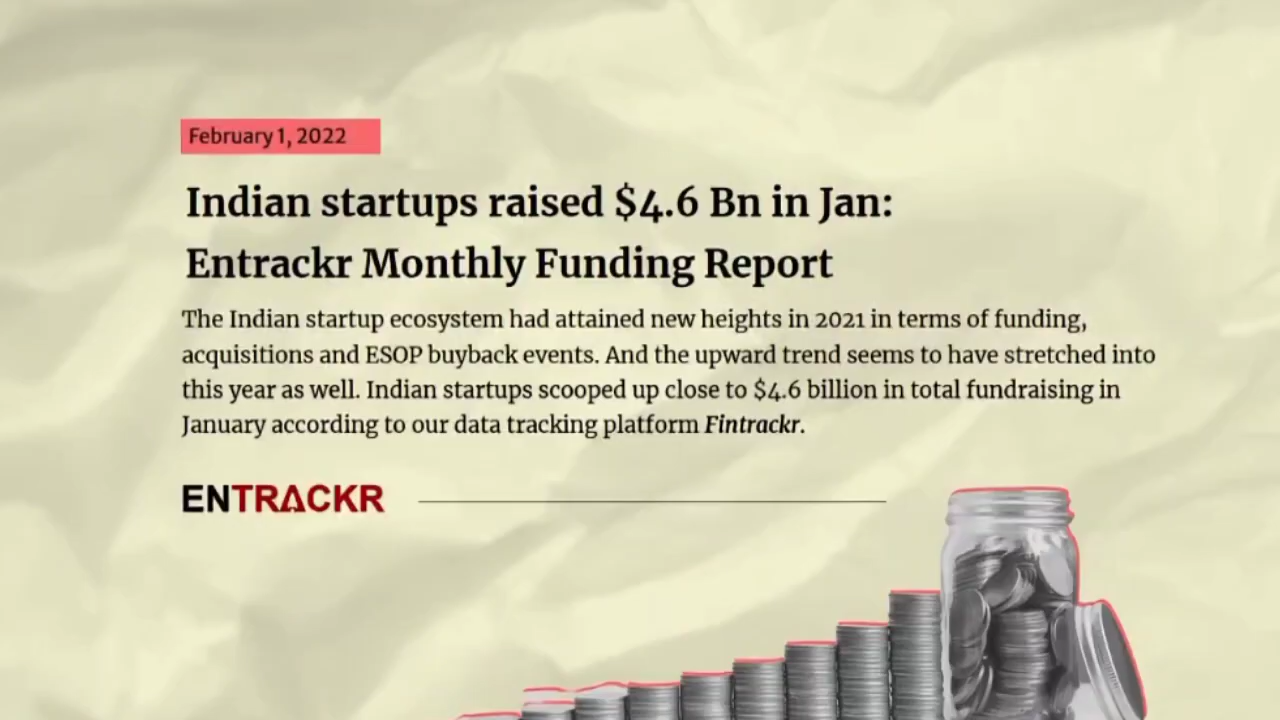 February 1, 2022
Indian startups raised $4.6 Bn in Jan:
Entrackr Monthly Funding Report
The Indian startup ecosystem had attained new heights in 2021 in terms of funding,
acquisitions and ESOP buyback events. And the upward trend seems to have stretched into
this year as well. Indian startups scooped up close to $4.6 billion in total fundraising in
January according to our data tracking platform Fintrackr.
ENTRACKR